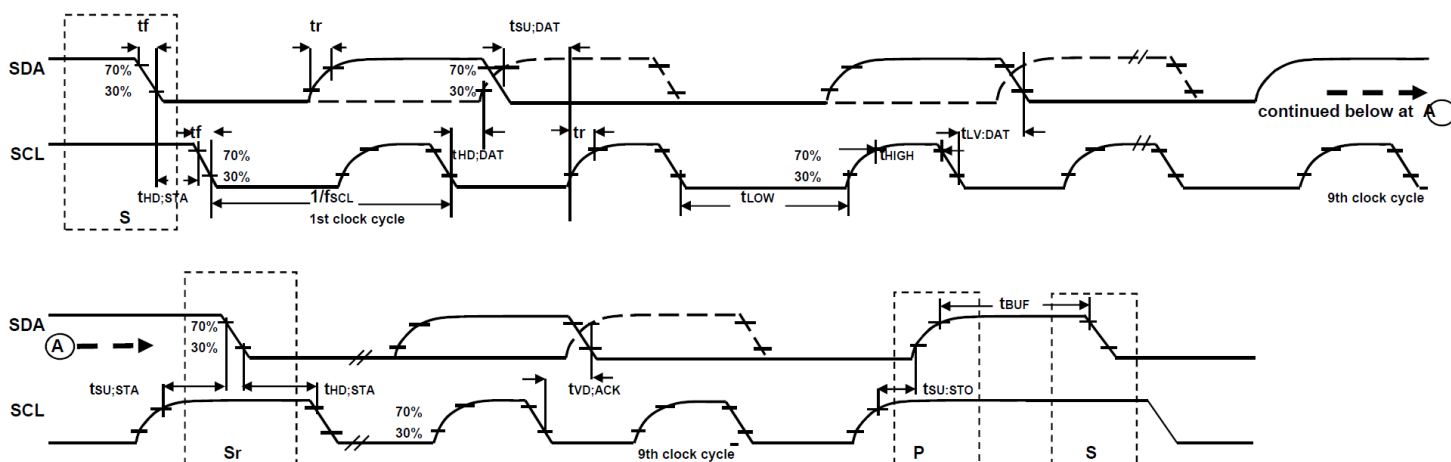 tf tr tSU;DAT
SDA 70% 70%
30% 30%
continued below at A
tf tHD;DAT tr tLV:DAT
SCL 70% 70% tHIGH
30% 30%
tHD;STA 1/fSCL tLOW
S 1st clock cycle 9th clock cycle
tBUF
SDA 70%
A 30%
tSU;STA tHD;STA tVD;ACK tSU:STO
SCL 70%
30%
Sr 9th clock cycle P S